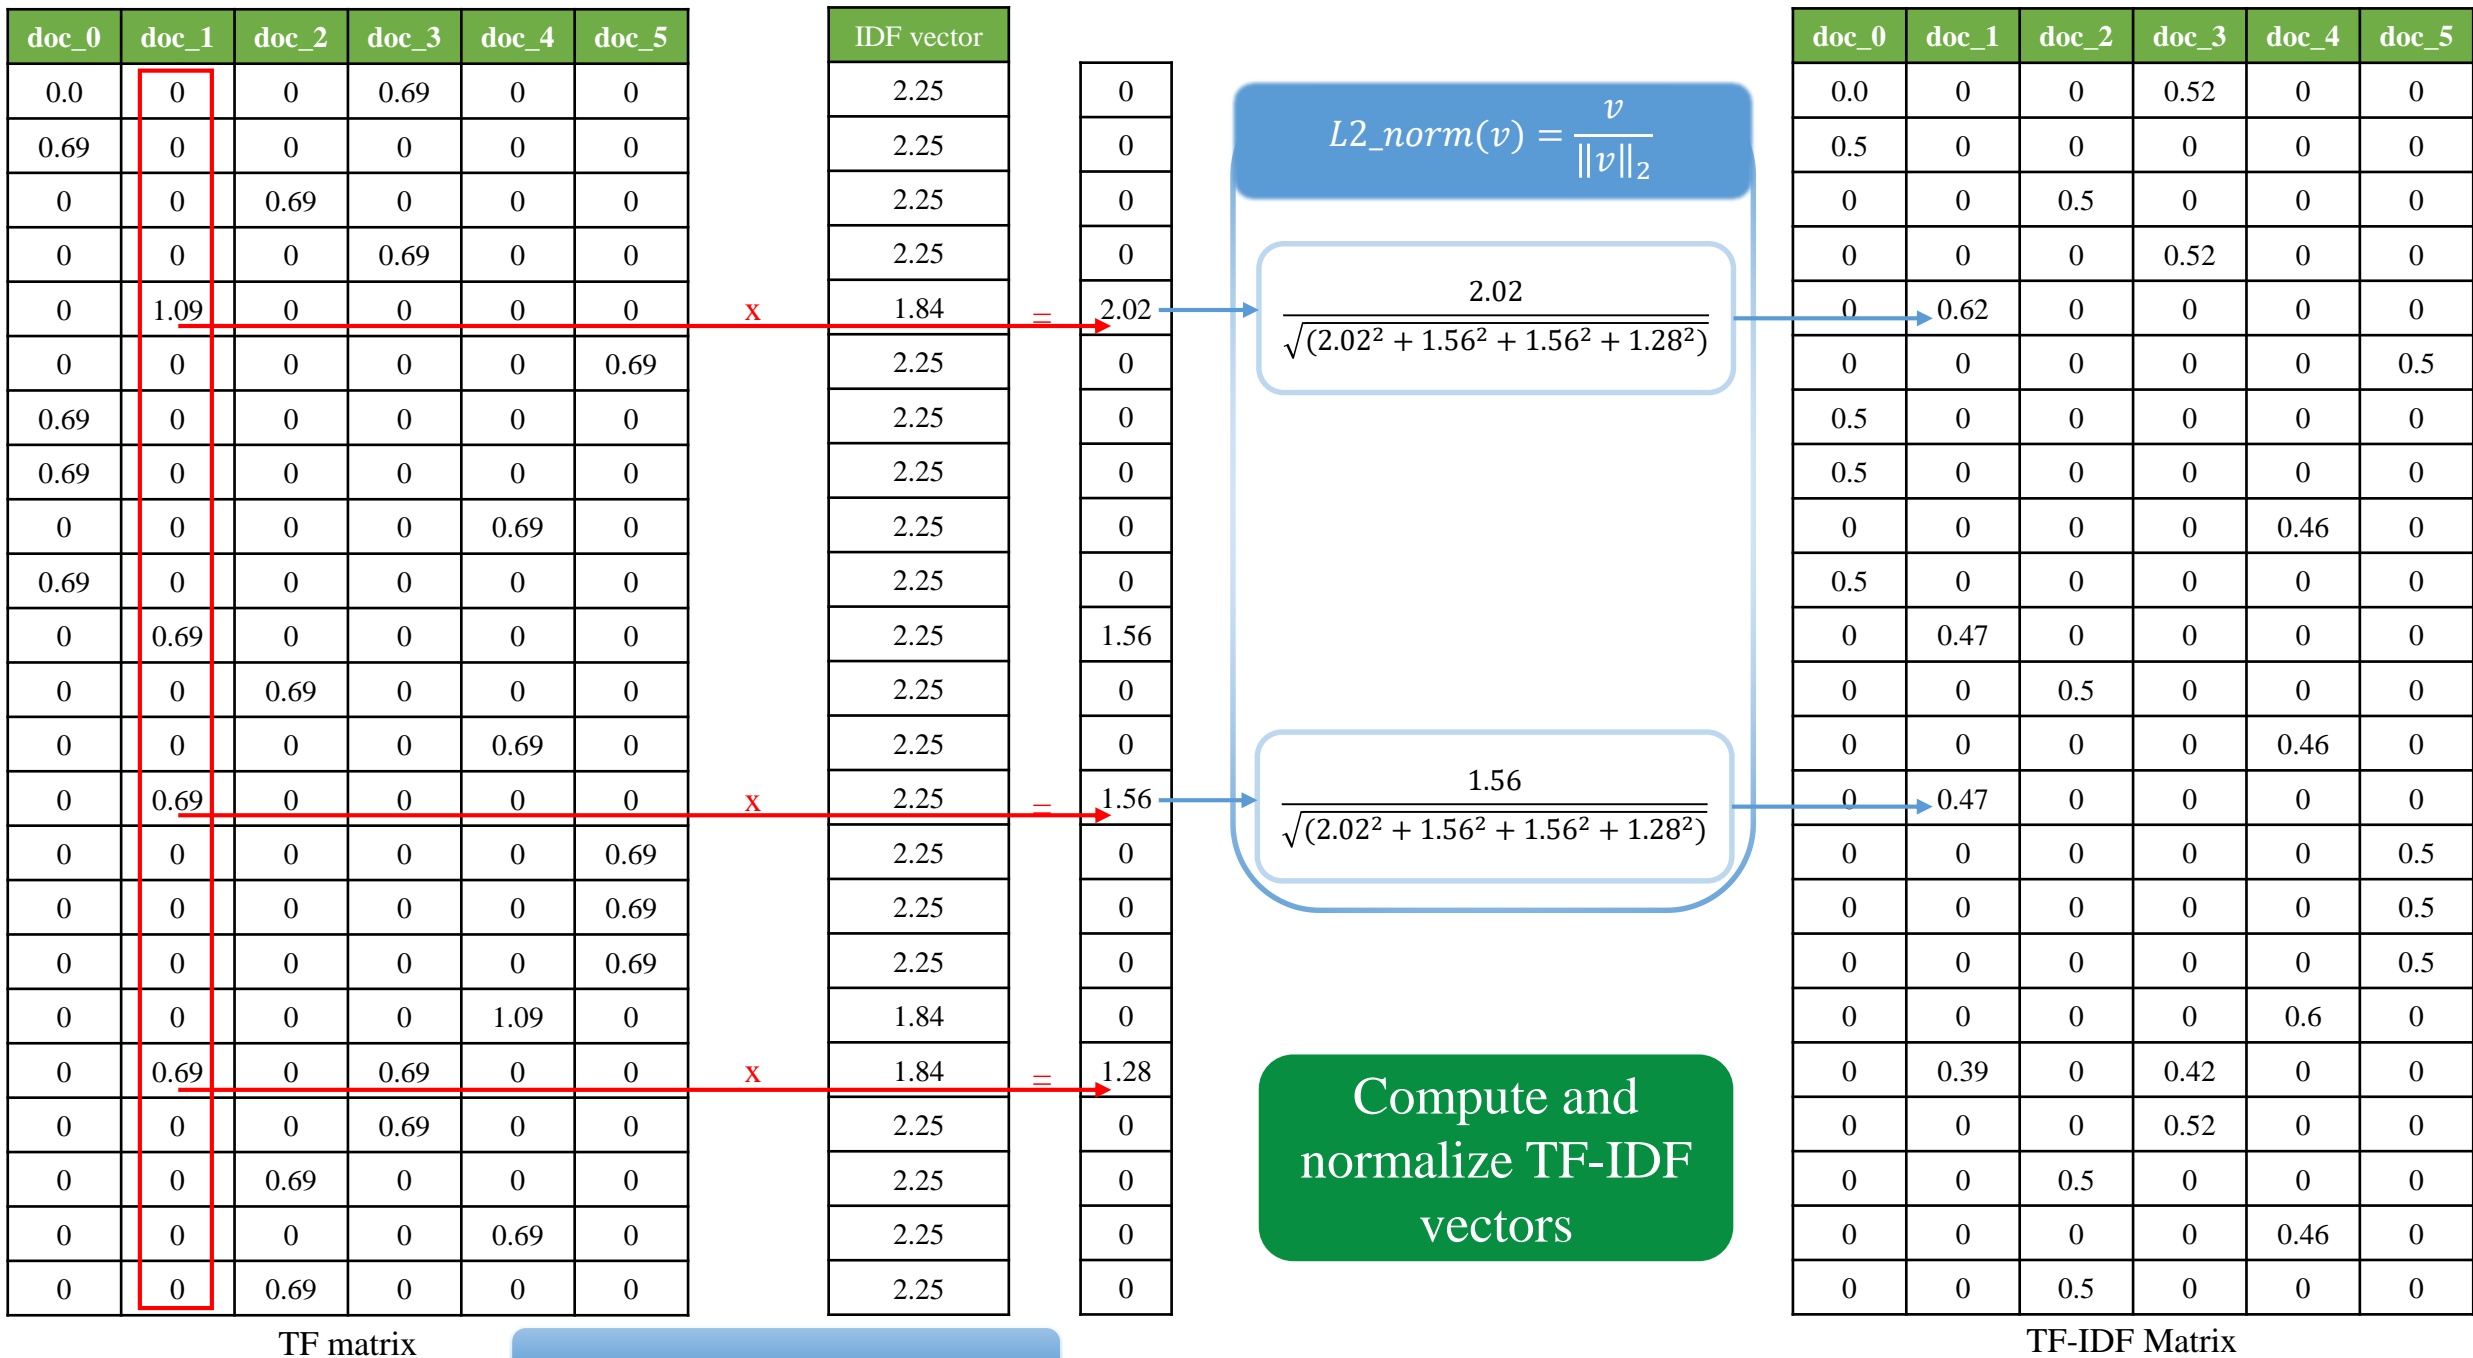 doc_0 doc_1 doc_2 doc_3 doc_4 doc_5
0.0 0 0 0.69 0 0
0.69 0 0 0 0 0
0 0 0.69 0 0 0
0 0 0 0.69 0 0
0 1.09 0 0 0 0
0 0 0 0 0 0.69
0.69 0 0 0 0 0
0.69 0 0 0 0 0
0 0 0 0 0.69 0
0.69 0 0 0 0 0
0 0.69 0 0 0 0
0 0 0.69 0 0 0
0 0 0 0 0.69 0
0 0.69 0 0 0 0
0 0 0 0 0 0.69
0 0 0 0 0 0.69
0 0 0 0 0 0.69
0 0 0 0 1.09 0
0 0.69 0 0.69 0 0
0 0 0 0.69 0 0
0 0 0.69 0 0 0
0 0 0 0 0.69 0
0 0 0.69 0 0 0
TF matrix
x
x
x
IDF vector
2.25
2.25
2.25
2.25
1.84
2.25
2.25
2.25
2.25
2.25
2.25
2.25
2.25
2.25
2.25
2.25
2.25
1.84
1.84
2.25
2.25
2.25
2.25
=
=
=
0
0
0
0
2.02
0
0
0
0
0
1.56
0
0
1.56
0
0
0
0
1.28
0
0
0
0
L2_norm(v) = v / ‖v‖₂
2.02
√(2.02² + 1.56² + 1.56² + 1.28²)
1.56
√(2.02² + 1.56² + 1.56² + 1.28²)
Compute and
normalize TF-IDF
vectors
doc_0 doc_1 doc_2 doc_3 doc_4 doc_5
0.0 0 0 0.52 0 0
0.5 0 0 0 0 0
0 0 0.5 0 0 0
0 0 0 0.52 0 0
0 0.62 0 0 0 0
0 0 0 0 0 0.5
0.5 0 0 0 0 0
0.5 0 0 0 0 0
0 0 0 0 0.46 0
0.5 0 0 0 0 0
0 0.47 0 0 0 0
0 0 0.5 0 0 0
0 0 0 0 0.46 0
0 0.47 0 0 0 0
0 0 0 0 0 0.5
0 0 0 0 0 0.5
0 0 0 0 0 0.5
0 0 0 0 0.6 0
0 0.39 0 0.42 0 0
0 0 0 0.52 0 0
0 0 0.5 0 0 0
0 0 0 0 0.46 0
0 0 0.5 0 0 0
TF-IDF Matrix